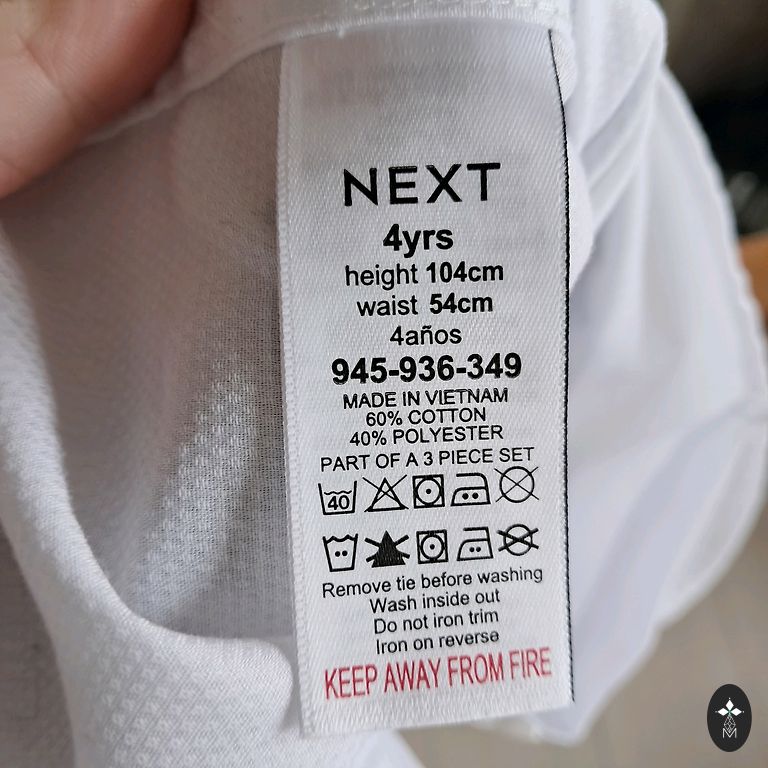 NEXT
4yrs
height 104cm
waist 54cm
4años
945-936-349
MADE IN VIETNAM
60% COTTON
40% POLYESTER
PART OF A 3 PIECE SET
40
Remove tie before washing
Wash inside out
Do not iron trim
Iron on reverse
KEEP AWAY FROM FIRE
M